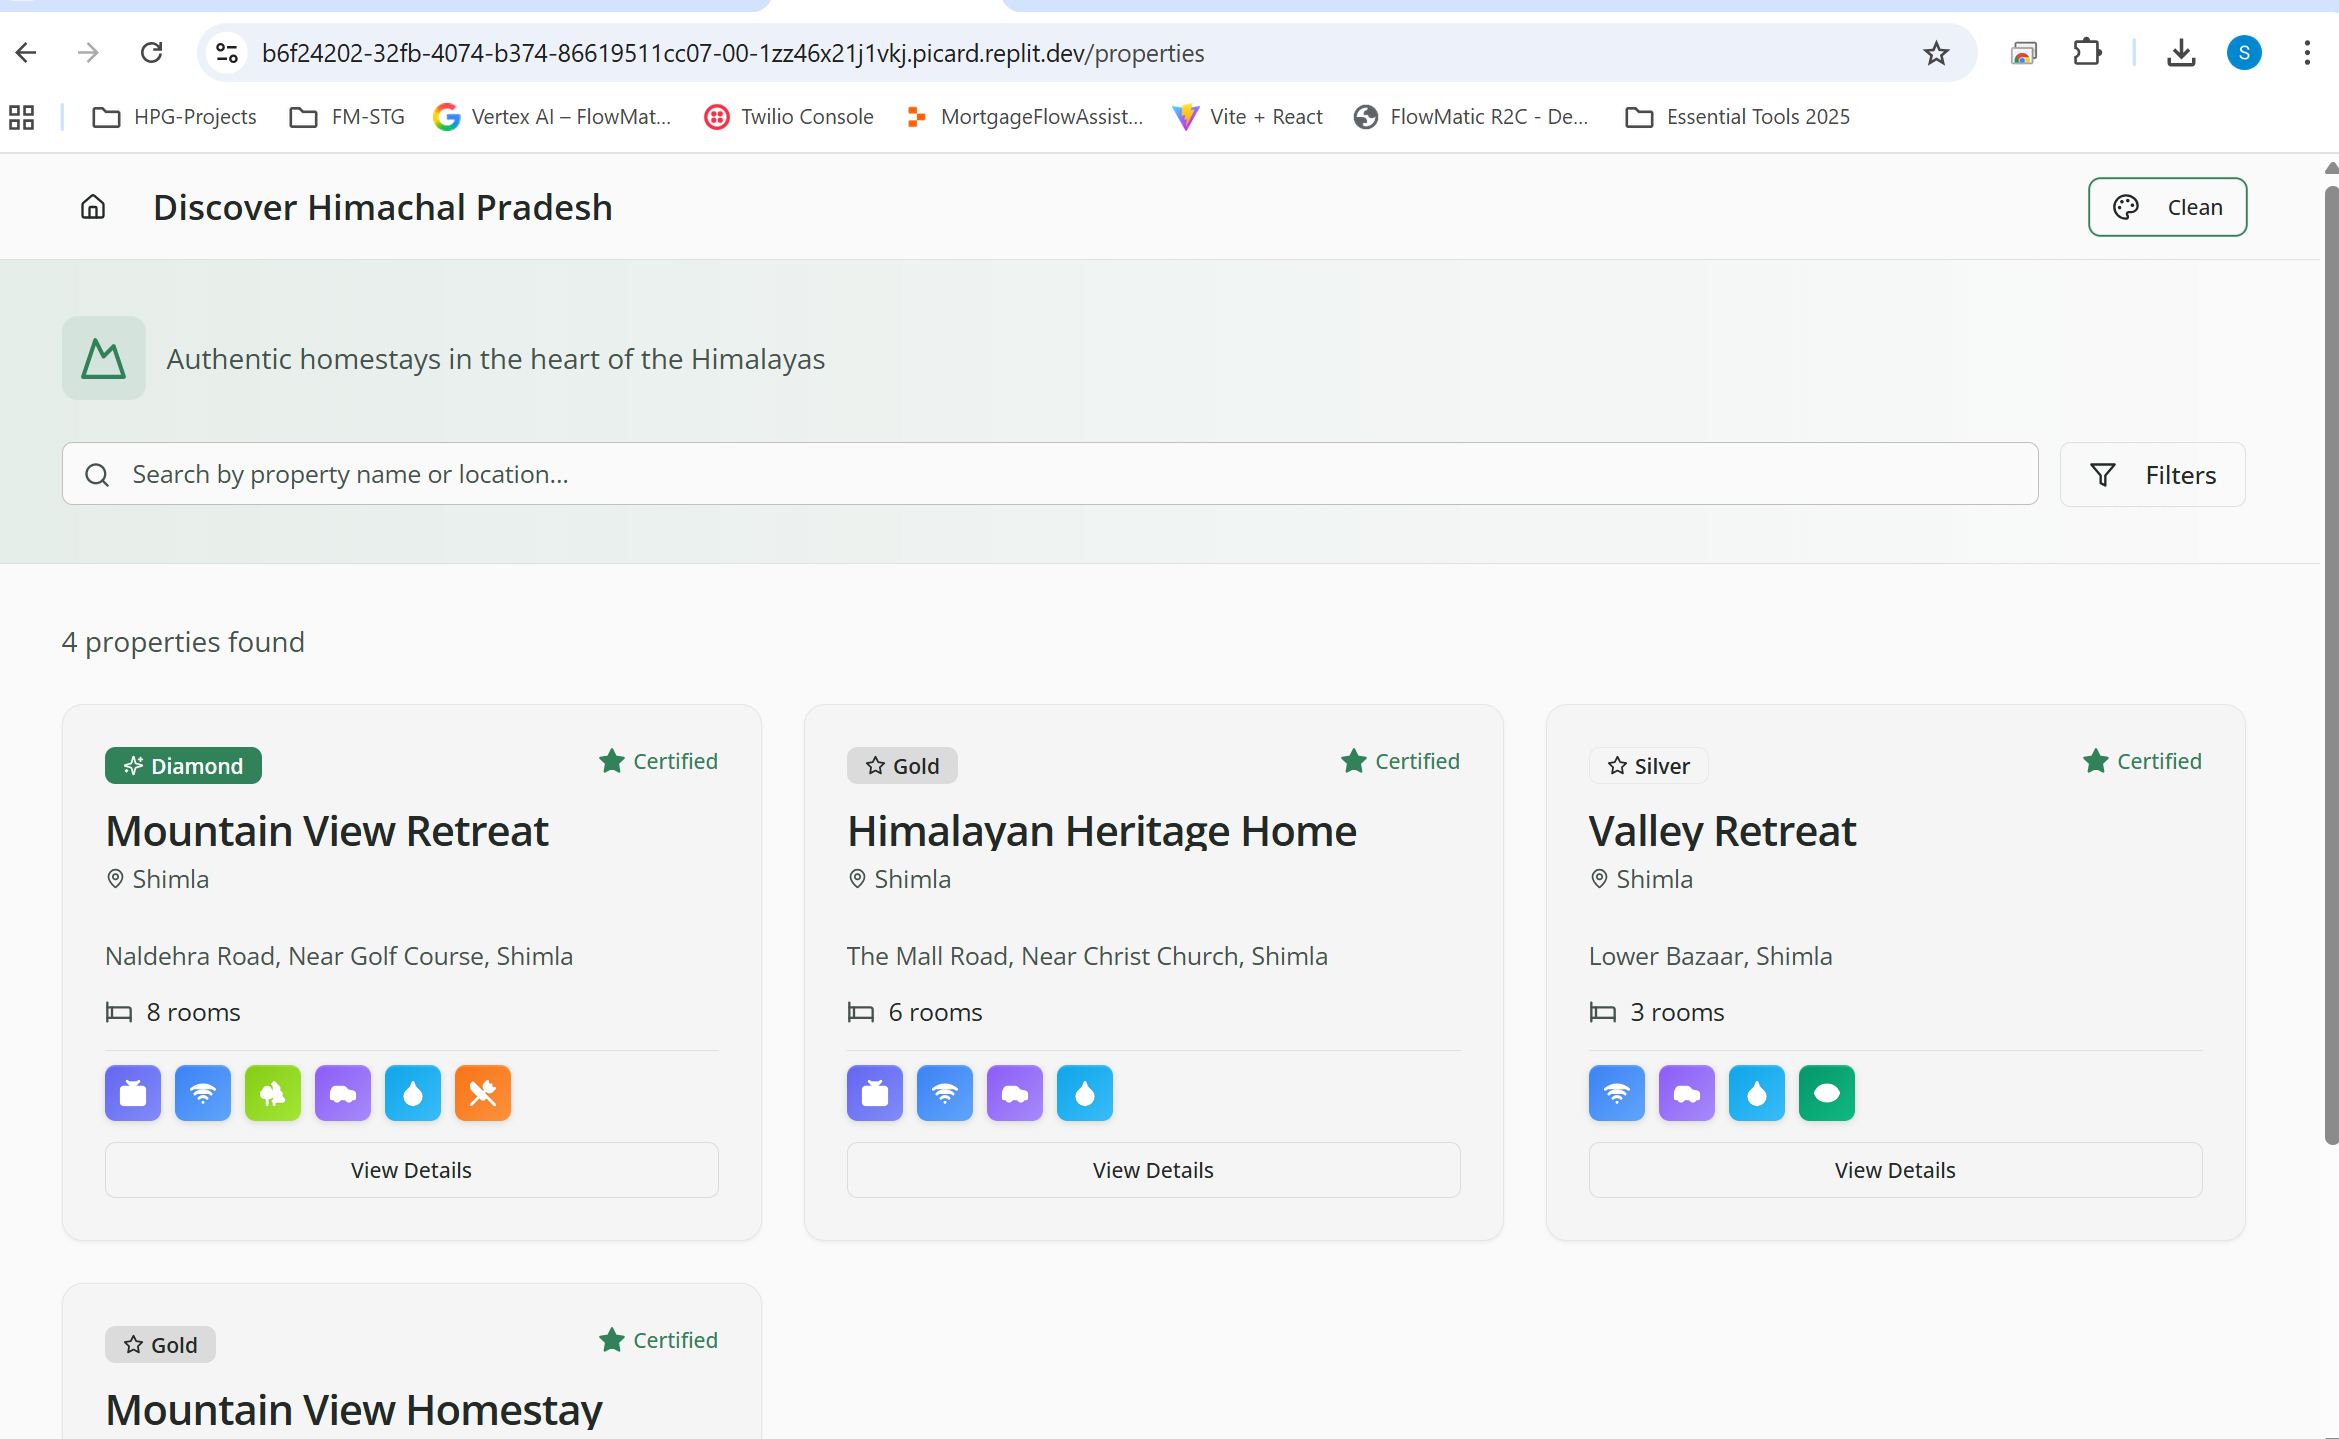 b6f24202-32fb-4074-b374-86619511cc07-00-1zz46x21j1vkj.picard.replit.dev/properties
S
HPG-Projects
FM-STG
Vertex AI – FlowMat...
Twilio Console
MortgageFlowAssist...
Vite + React
FlowMatic R2C - De...
Essential Tools 2025
Discover Himachal Pradesh
Clean
Authentic homestays in the heart of the Himalayas
Search by property name or location...
Filters
4 properties found
Diamond
Certified
Mountain View Retreat
Shimla
Naldehra Road, Near Golf Course, Shimla
8 rooms
View Details
Gold
Certified
Himalayan Heritage Home
Shimla
The Mall Road, Near Christ Church, Shimla
6 rooms
View Details
Silver
Certified
Valley Retreat
Shimla
Lower Bazaar, Shimla
3 rooms
View Details
Gold
Certified
Mountain View Homestay